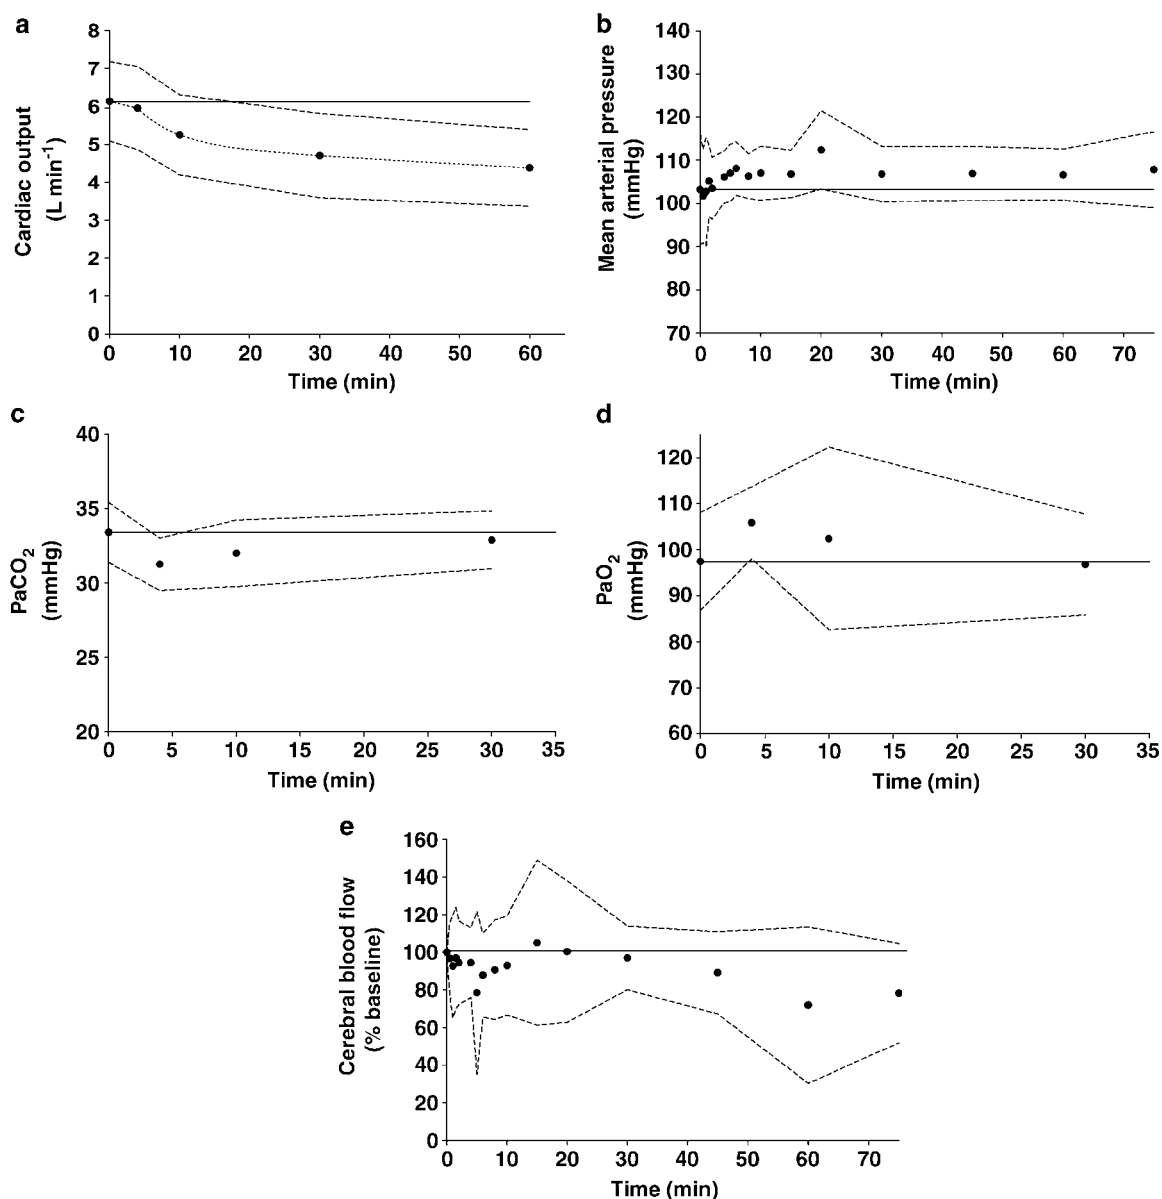 a
Cardiac output
(L min⁻¹)
8
7
6
5
4
3
2
1
0
0 10 20 30 40 50 60
Time (min)
b
Mean arterial pressure
(mmHg)
140
130
120
110
100
90
80
70
0 10 20 30 40 50 60 70
Time (min)
c
PaCO₂
(mmHg)
40
35
30
25
20
0 5 10 15 20 25 30 35
Time (min)
d
PaO₂
(mmHg)
120
110
100
90
80
70
60
0 5 10 15 20 25 30 35
Time (min)
e
Cerebral blood flow
(% baseline)
160
140
120
100
80
60
40
20
0
0 10 20 30 40 50 60 70
Time (min)